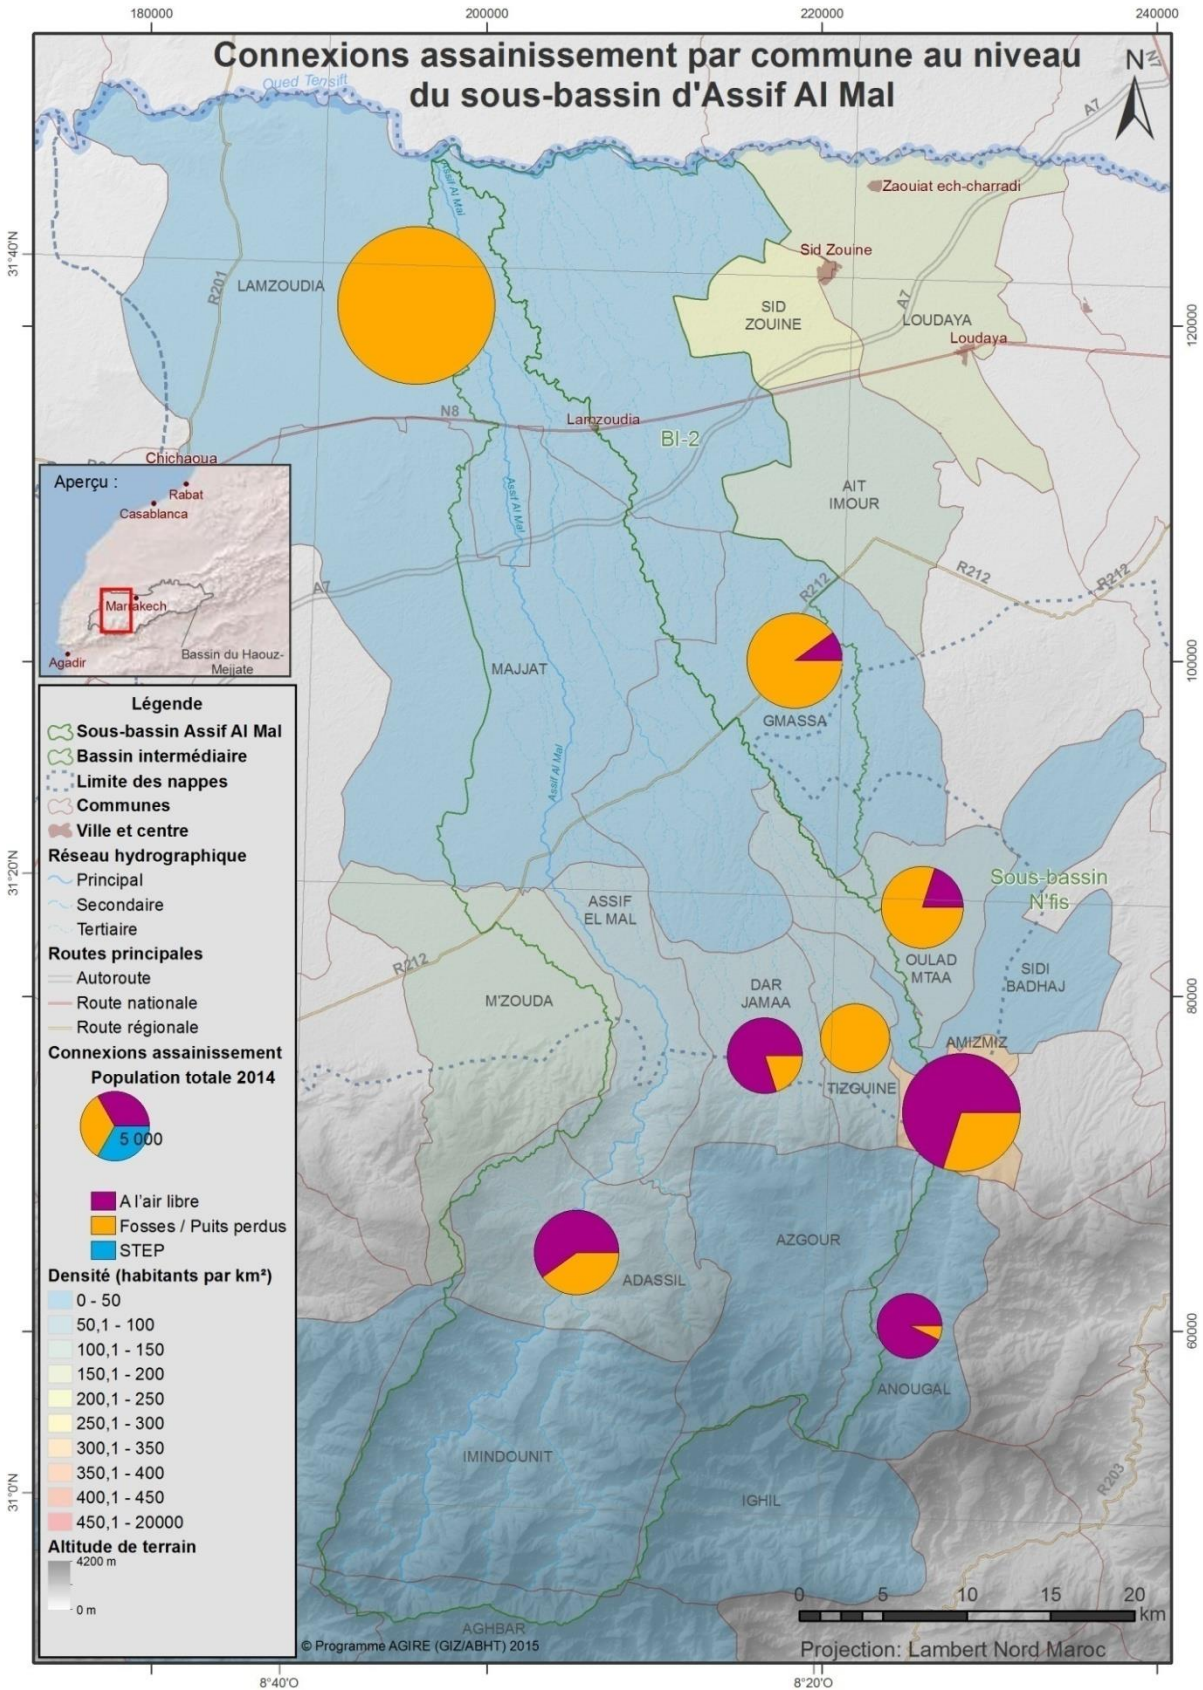 180000
200000
220000
240000
Connexions assainissement par commune au niveau
du sous-bassin d'Assif Al Mal
N
N7
A7
Oued Tensift
Assif Al Mal
Zaouiat ech-charradi
31°40'N
Sid Zouine
R201
LAMZOUDIA
A7
SID
ZOUINE
LOUDAYA
120000
Loudaya
N8
Lamzoudia
BI-2
Chichaoua
Aperçu :
Rabat
Casablanca
Marrakech
Agadir
Bassin du Haouz-
Mejjate
AIT
IMOUR
Assif Al Mal
A7
R212
R212
R212
100000
MAJJAT
GMASSA
Assif Al Mal
31°20'N
ASSIF
EL MAL
Sous-bassin
N'fis
OULAD
MTAA
SIDI
BADHAJ
R212
M'ZOUDA
DAR
JAMAA
80000
AMIZMIZ
TIZGUINE
AZGOUR
ADASSIL
60000
ANOUGAL
IMINDOUNIT
IGHIL
R203
31°0'N
AGHBAR
Légende
Sous-bassin Assif Al Mal
Bassin intermédiaire
Limite des nappes
Communes
Ville et centre
Réseau hydrographique
Principal
Secondaire
Tertiaire
Routes principales
Autoroute
Route nationale
Route régionale
Connexions assainissement
Population totale 2014
5 000
A l'air libre
Fosses / Puits perdus
STEP
Densité (habitants par km²)
0 - 50
50,1 - 100
100,1 - 150
150,1 - 200
200,1 - 250
250,1 - 300
300,1 - 350
350,1 - 400
400,1 - 450
450,1 - 20000
Altitude de terrain
4200 m
0 m
© Programme AGIRE (GIZ/ABHT) 2015
0 5 10 15 20
km
Projection: Lambert Nord Maroc
8°40'O
8°20'O